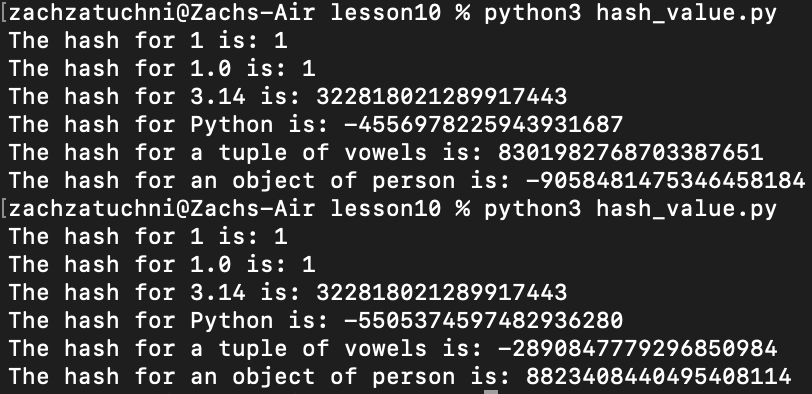 [zachzatuchni@Zachs-Air lesson10 % python3 hash_value.py
The hash for 1 is: 1
The hash for 1.0 is: 1
The hash for 3.14 is: 322818021289917443
The hash for Python is: -4556978225943931687
The hash for a tuple of vowels is: 8301982768703387651
The hash for an object of person is: -9058481475346458184
[zachzatuchni@Zachs-Air lesson10 % python3 hash_value.py
The hash for 1 is: 1
The hash for 1.0 is: 1
The hash for 3.14 is: 322818021289917443
The hash for Python is: -5505374597482936280
The hash for a tuple of vowels is: -2890847779296850984
The hash for an object of person is: 8823408440495408114